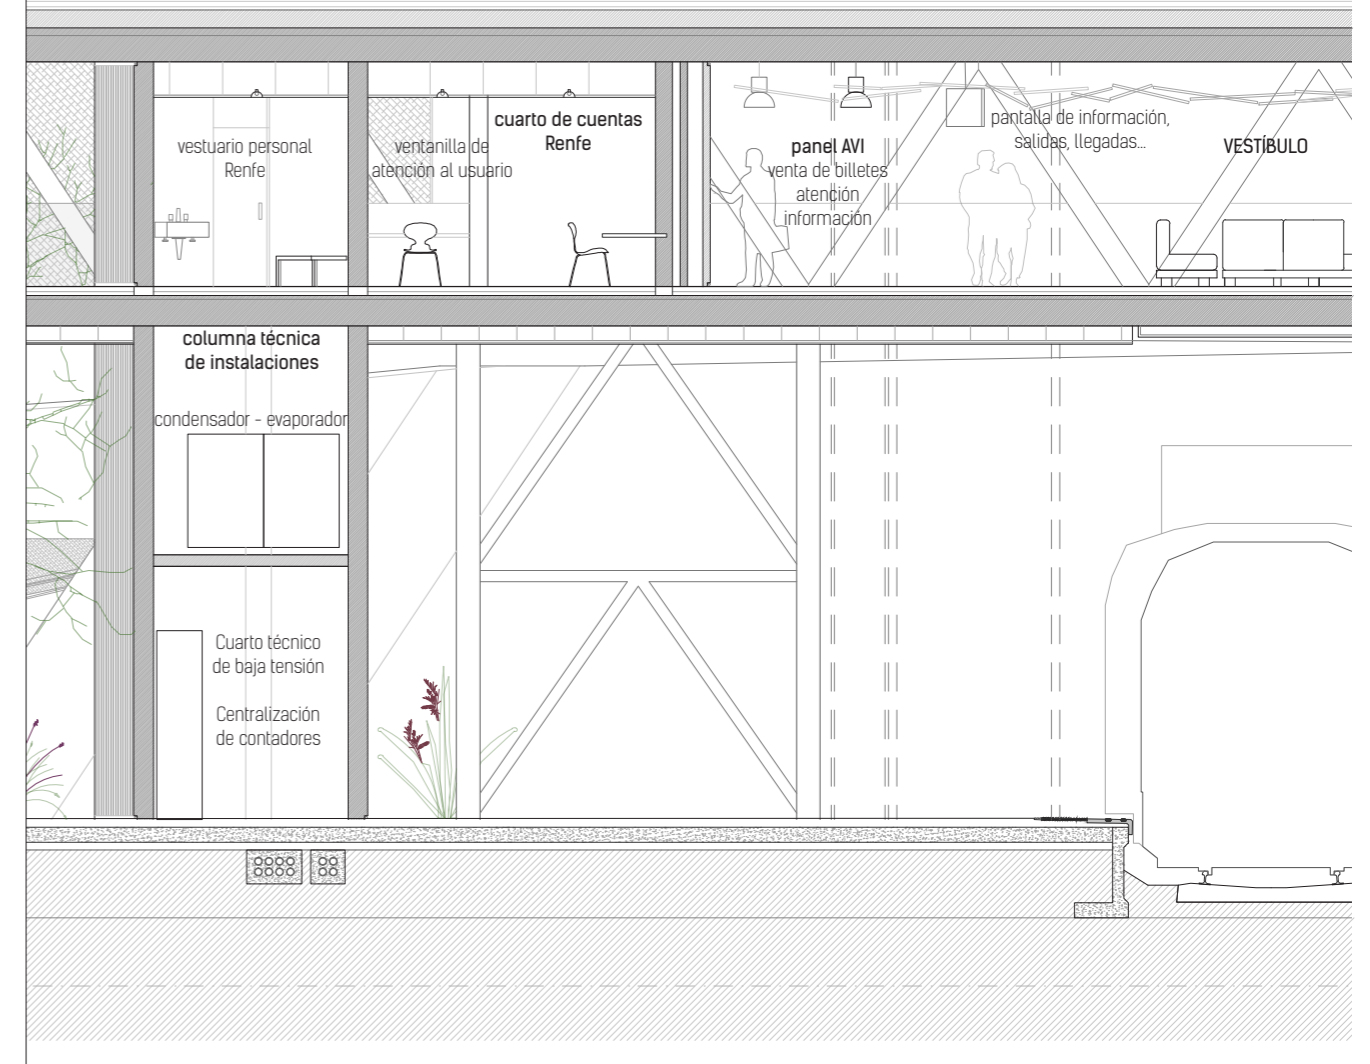 vestuario personal
Renfe
ventanilla de
atención al usuario
cuarto de cuentas
Renfe
panel AVI
venta de billetes
atención
información
pantalla de información,
salidas, llegadas...
VESTÍBULO
columna técnica
de instalaciones
condensador - evaporador
Cuarto técnico
de baja tensión
Centralización
de contadores